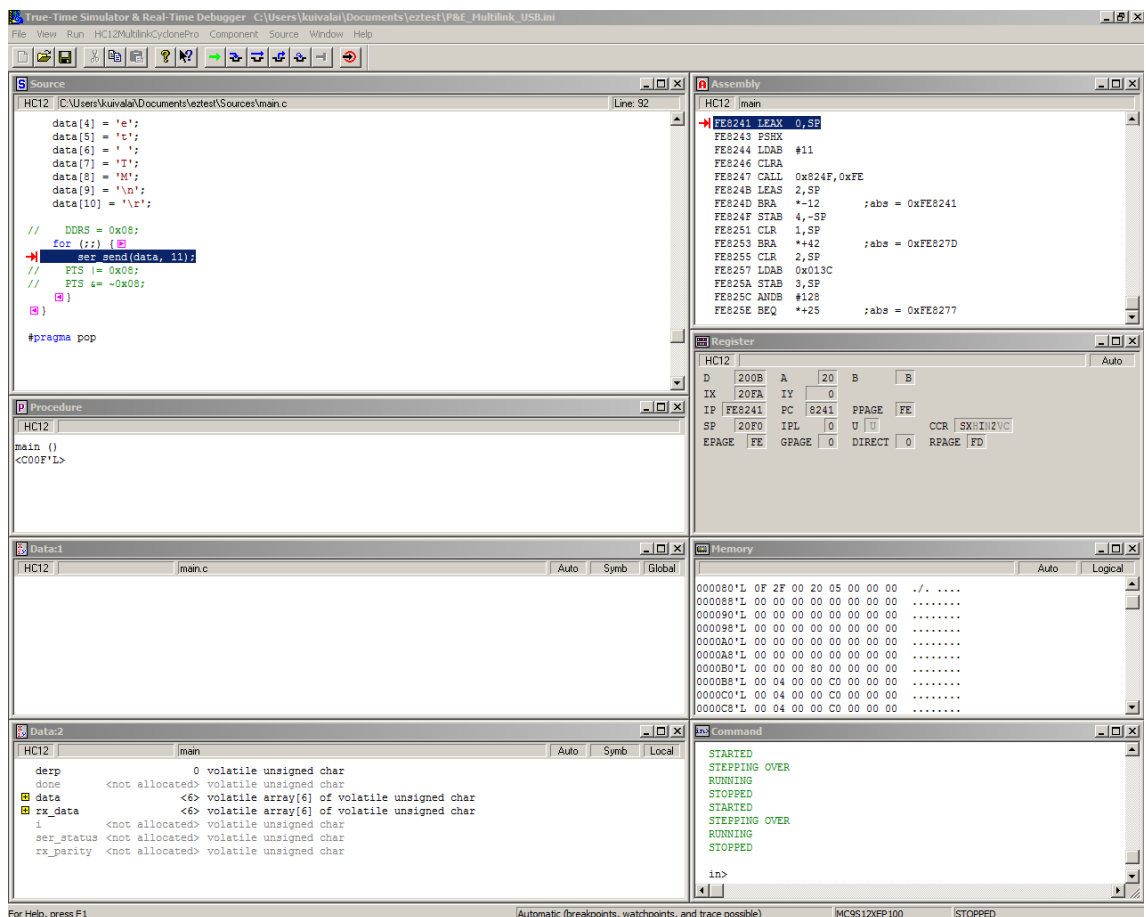 True-Time Simulator & Real-Time Debugger C:\Users\kuivalai\Documents\eztest\P&E_Multilink_USB.ini
File View Run HC12MultilinkCyclonePro Component Source Window Help
Source
HC12 C:\Users\kuivalai\Documents\eztest\Sources\main.c Line: 92
data[4] = 'e';
data[5] = 't';
data[6] = ' ';
data[7] = 'T';
data[8] = 'M';
data[9] = '\n';
data[10] = '\r';
// DDRS = 0x08;
for (;;) {
ser_send(data, 11);
// PTS |= 0x08;
// PTS &= ~0x08;
}
}
#pragma pop
Assembly
HC12 main
FE8241 LEAX 0,SP
FE8243 PSHX
FE8244 LDAB #11
FE8246 CLRA
FE8247 CALL 0x824F,0xFE
FE824B LEAS 2,SP
FE824D BRA *-12 ;abs = 0xFE8241
FE824F STAB 4,-SP
FE8251 CLR 1,SP
FE8253 BRA *+42 ;abs = 0xFE827D
FE8255 CLR 2,SP
FE8257 LDAB 0x013C
FE825A STAB 3,SP
FE825C ANDB #128
FE825E BEQ *+25 ;abs = 0xFE8277
Register
HC12 Auto
D 200B A 20 B B
IX 20FA IY 0
IP FE8241 PC 8241 PPAGE FE
SP 20F0 IPL 0 U U CCR SXHINZVC
EPAGE FE GPAGE 0 DIRECT 0 RPAGE FD
Procedure
HC12
main ()
<C00F'L>
Data:1
HC12 main.c Auto Symb Global
Memory
Auto Logical
000080'L 0F 2F 00 20 05 00 00 00 ./. ....
000088'L 00 00 00 00 00 00 00 00 ........
000090'L 00 00 00 00 00 00 00 00 ........
000098'L 00 00 00 00 00 00 00 00 ........
0000A0'L 00 00 00 00 00 00 00 00 ........
0000A8'L 00 00 00 00 00 00 00 00 ........
0000B0'L 00 00 00 80 00 00 00 00 ........
0000B8'L 00 04 00 00 C0 00 00 00 ........
0000C0'L 00 04 00 00 C0 00 00 00 ........
0000C8'L 00 04 00 00 C0 00 00 00 ........
Data:2
HC12 main Auto Symb Local
derp 0 volatile unsigned char
done <not allocated> volatile unsigned char
data <6> volatile array[6] of volatile unsigned char
rx_data <6> volatile array[6] of volatile unsigned char
i <not allocated> volatile unsigned char
ser_status <not allocated> volatile unsigned char
rx_parity <not allocated> volatile unsigned char
Command
STARTED
STEPPING OVER
RUNNING
STOPPED
STARTED
STEPPING OVER
RUNNING
STOPPED
in>
For Help, press F1 Automatic (breakpoints, watchpoints, and trace possible) MC9S12XEP100 STOPPED